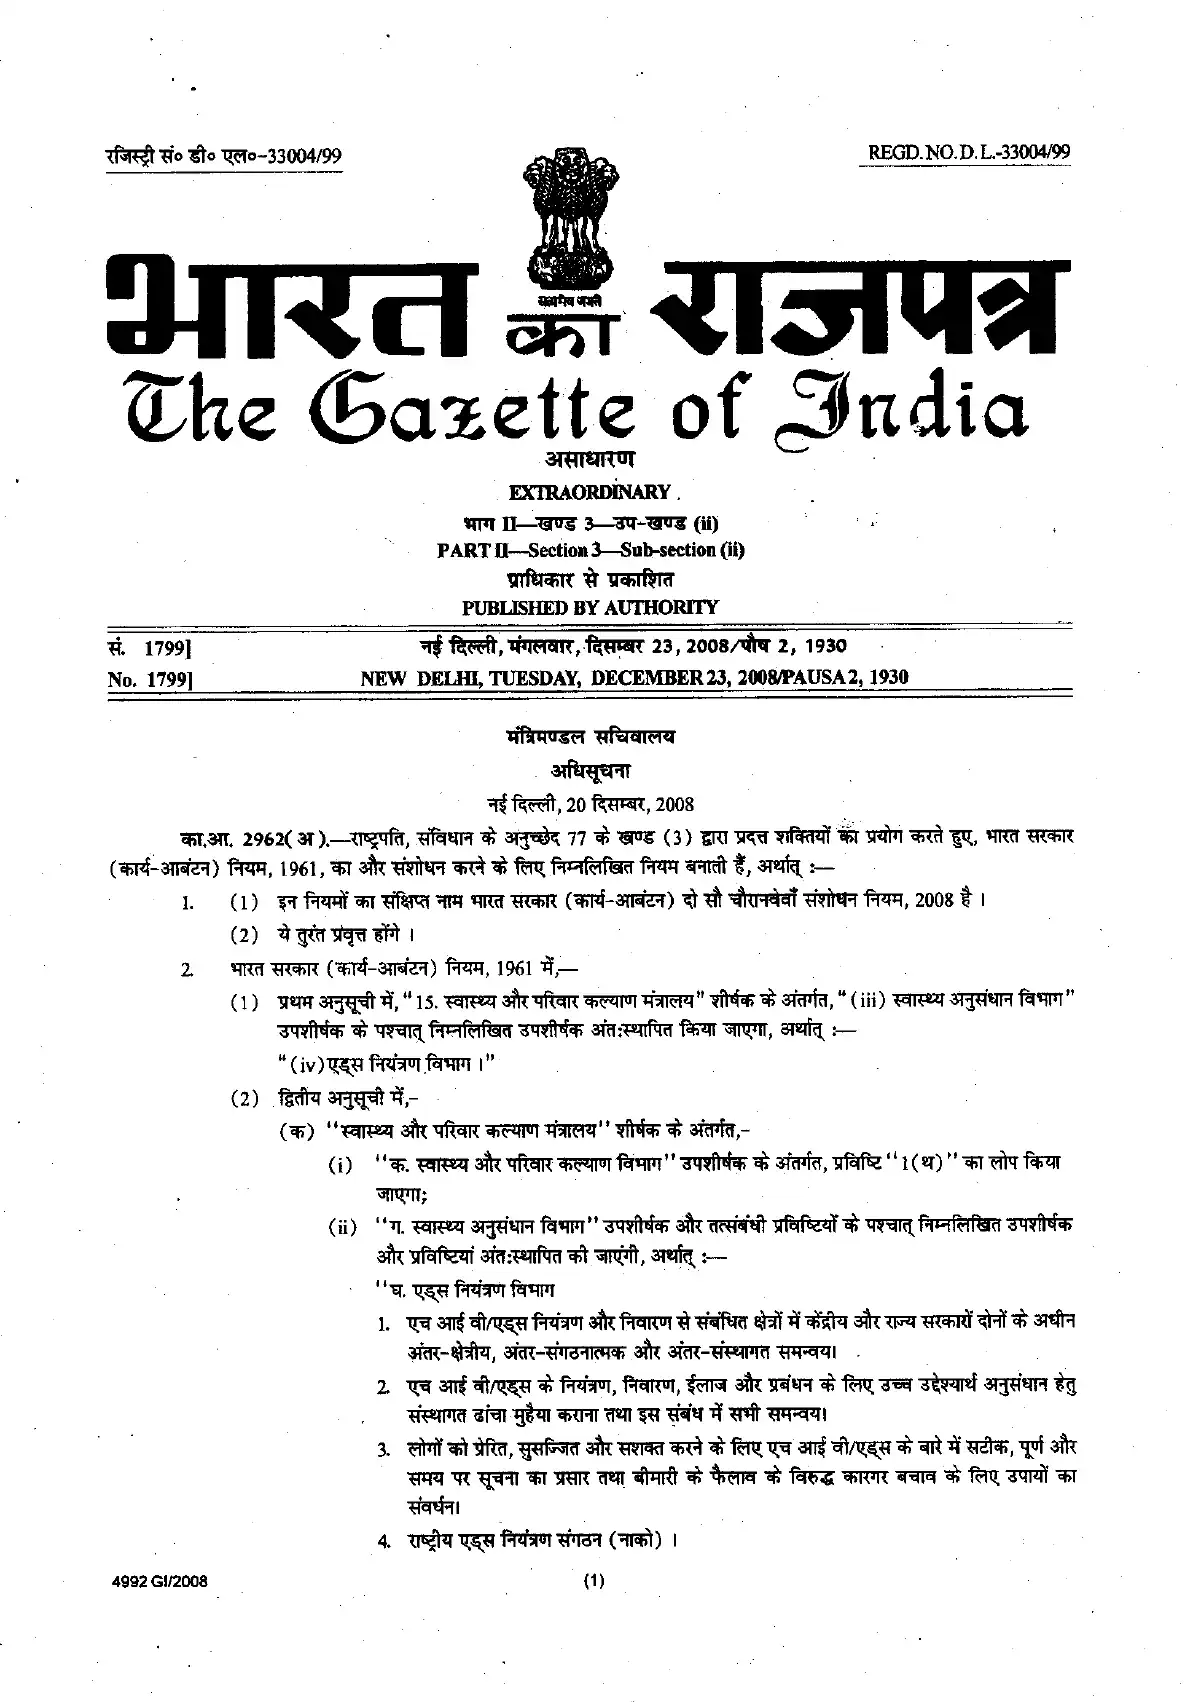 रजिस्ट्री सं० डी० एल०-33004/99
REGD. NO. D. L.-33004/99
भारत का राजपत्र
The Gazette of India
असाधारण
EXTRAORDINARY
भाग II—खण्ड 3—उप-खण्ड (ii)
PART II—Section 3—Sub-section (ii)
प्राधिकार से प्रकाशित
PUBLISHED BY AUTHORITY
सं. 1799]
नई दिल्ली, मंगलवार, दिसम्बर 23, 2008/पौष 2, 1930
No. 1799]
NEW DELHI, TUESDAY, DECEMBER 23, 2008/PAUSA 2, 1930
मंत्रिमण्डल सचिवालय
अधिसूचना
नई दिल्ली, 20 दिसम्बर, 2008
का.आ. 2962( अ ).—राष्ट्रपति, संविधान के अनुच्छेद 77 के खण्ड (3) द्वारा प्रदत्त शक्तियों का प्रयोग करते हुए, भारत सरकार
(कार्य-आबंटन) नियम, 1961, का और संशोधन करने के लिए निम्नलिखित नियम बनाती हैं, अर्थात् :—
1. (1) इन नियमों का संक्षिप्त नाम भारत सरकार (कार्य-आबंटन) दो सौ चौरानवेवाँ संशोधन नियम, 2008 है ।
(2) ये तुरंत प्रवृत्त होंगे ।
2. भारत सरकार (कार्य-आबंटन) नियम, 1961 में,—
(1) प्रथम अनुसूची में, “15. स्वास्थ्य और परिवार कल्याण मंत्रालय” शीर्षक के अंतर्गत, “(iii) स्वास्थ्य अनुसंधान विभाग”
उपशीर्षक के पश्चात् निम्नलिखित उपशीर्षक अंत:स्थापित किया जाएगा, अर्थात् :—
“(iv) एड्स नियंत्रण विभाग ।”
(2) द्वितीय अनुसूची में,-
(क) “स्वास्थ्य और परिवार कल्याण मंत्रालय” शीर्षक के अंतर्गत,-
(i) “क. स्वास्थ्य और परिवार कल्याण विभाग” उपशीर्षक के अंतर्गत, प्रविष्टि “1(थ)” का लोप किया
जाएगा;
(ii) “ग. स्वास्थ्य अनुसंधान विभाग” उपशीर्षक और तत्संबंधी प्रविष्टियों के पश्चात् निम्नलिखित उपशीर्षक
और प्रविष्टियां अंत:स्थापित की जाएंगी, अर्थात् :—
“घ. एड्स नियंत्रण विभाग
1. एच आई वी/एड्स नियंत्रण और निवारण से संबंधित क्षेत्रों में केंद्रीय और राज्य सरकारों दोनों के अधीन
अंतर-क्षेत्रीय, अंतर-संगठनात्मक और अंतर-संस्थागत समन्वय।
2. एच आई वी/एड्स के नियंत्रण, निवारण, ईलाज और प्रबंधन के लिए उच्च उद्देश्यार्थ अनुसंधान हेतु
संस्थागत ढांचा मुहैया कराना तथा इस संबंध में सभी समन्वय।
3. लोगों को प्रेरित, सुसज्जित और सशक्त करने के लिए एच आई वी/एड्स के बारे में सटीक, पूर्ण और
समय पर सूचना का प्रसार तथा बीमारी के फैलाव के विरुद्ध कारगर बचाव के लिए उपायों का
संवर्धन।
4. राष्ट्रीय एड्स नियंत्रण संगठन (नाको) ।
4992 GI/2008
(1)